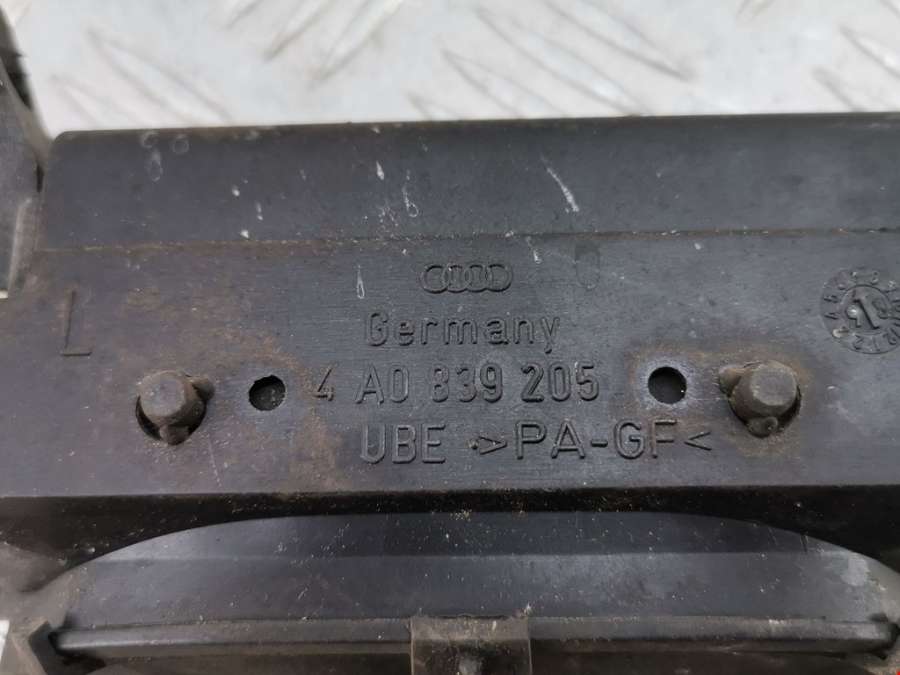 L
Germany
4 A0 839 205
UBE >PA-GF<